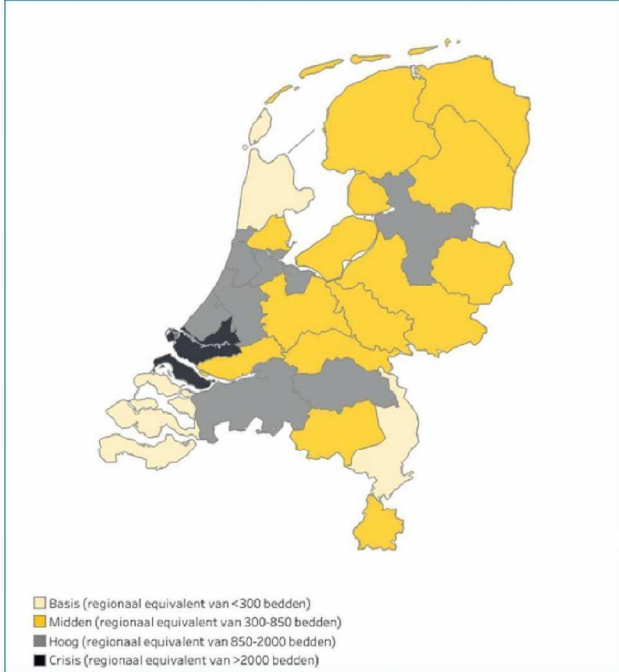 Basis (regionaal equivalent van <300 bedden)
Midden (regionaal equivalent van 300-850 bedden)
Hoog (regionaal equivalent van 850-2000 bedden)
Crisis (regionaal equivalent van >2000 bedden)